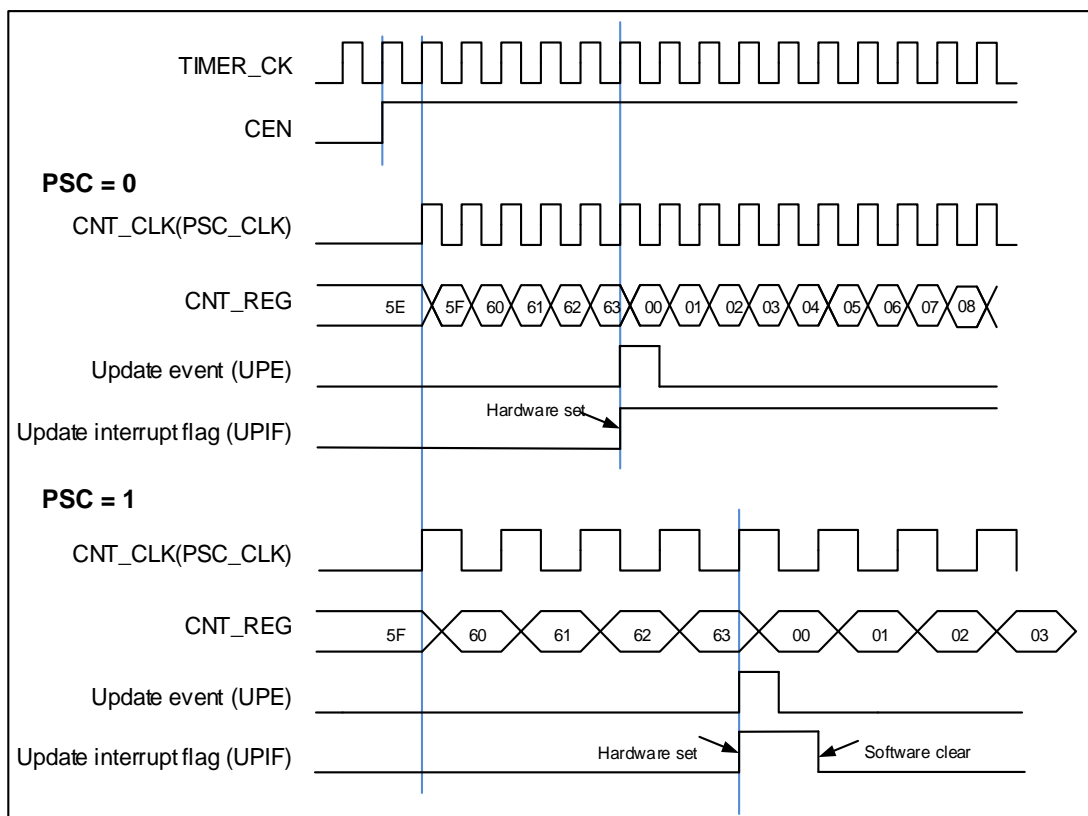 TIMER_CK
CEN
PSC = 0
CNT_CLK(PSC_CLK)
CNT_REG 5E 5F 60 61 62 63 00 01 02 03 04 05 06 07 08
Update event (UPE)
Hardware set
Update interrupt flag (UPIF)
PSC = 1
CNT_CLK(PSC_CLK)
CNT_REG 5F 60 61 62 63 00 01 02 03
Update event (UPE)
Update interrupt flag (UPIF) Hardware set Software clear